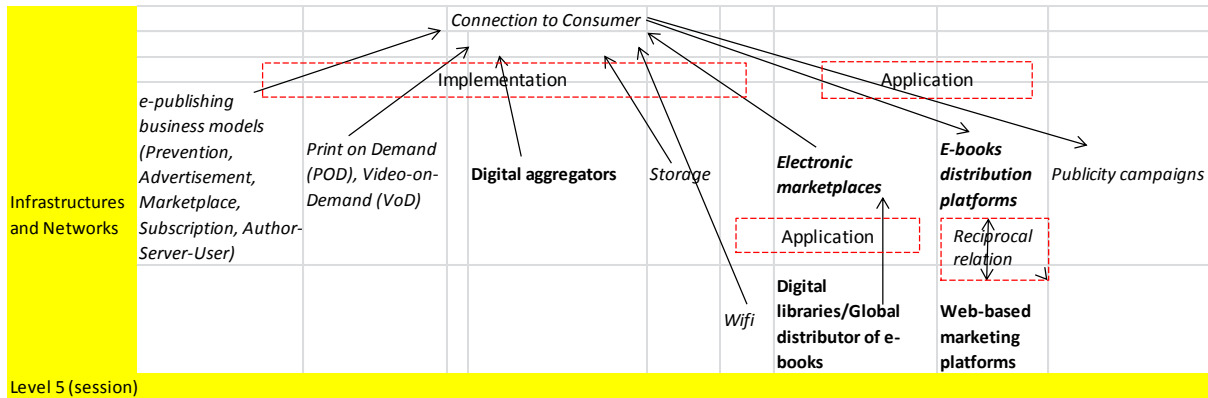 Connection to Consumer
Implementation
Application
e-publishing
business models
(Prevention,
Advertisement,
Marketplace,
Subscription, Author-
Server-User)
Print on Demand
(POD), Video-on-
Demand (VoD)
Digital aggregators
Storage
Electronic
marketplaces
E-books
distribution
platforms
Publicity campaigns
Infrastructures
and Networks
Application
Reciprocal
relation
Wifi
Digital
libraries/Global
distributor of e-
books
Web-based
marketing
platforms
Level 5 (session)